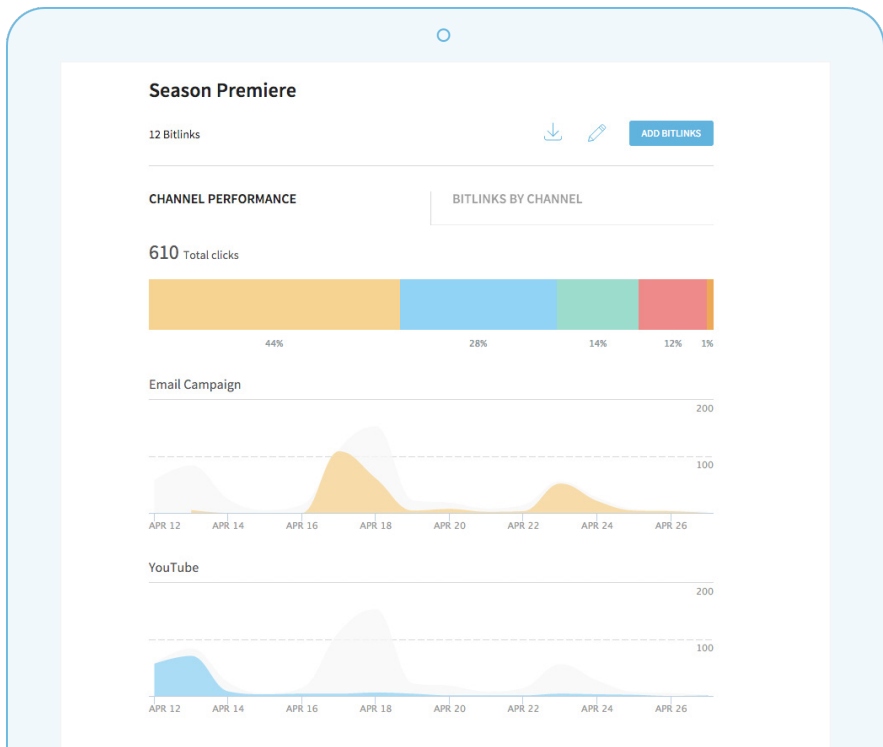 Season Premiere
12 Bitlinks
ADD BITLINKS
CHANNEL PERFORMANCE
BITLINKS BY CHANNEL
610 Total clicks
44% 28% 14% 12% 1%
Email Campaign
200
100
APR 12 APR 14 APR 16 APR 18 APR 20 APR 22 APR 24 APR 26
YouTube
200
100
APR 12 APR 14 APR 16 APR 18 APR 20 APR 22 APR 24 APR 26